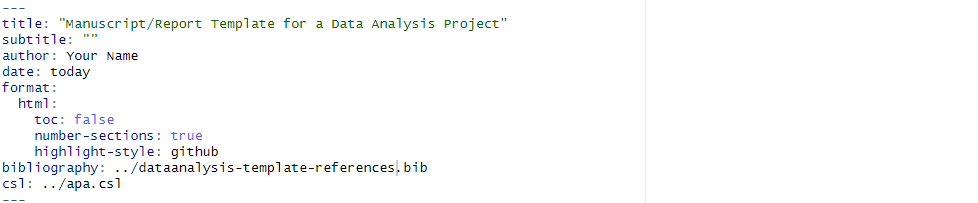 ---
title: "Manuscript/Report Template for a Data Analysis Project"
subtitle: ""
author: Your Name
date: today
format:
  html:
    toc: false
    number-sections: true
    highlight-style: github
bibliography: ../dataanalysis-template-references.bib
csl: ../apa.csl
---